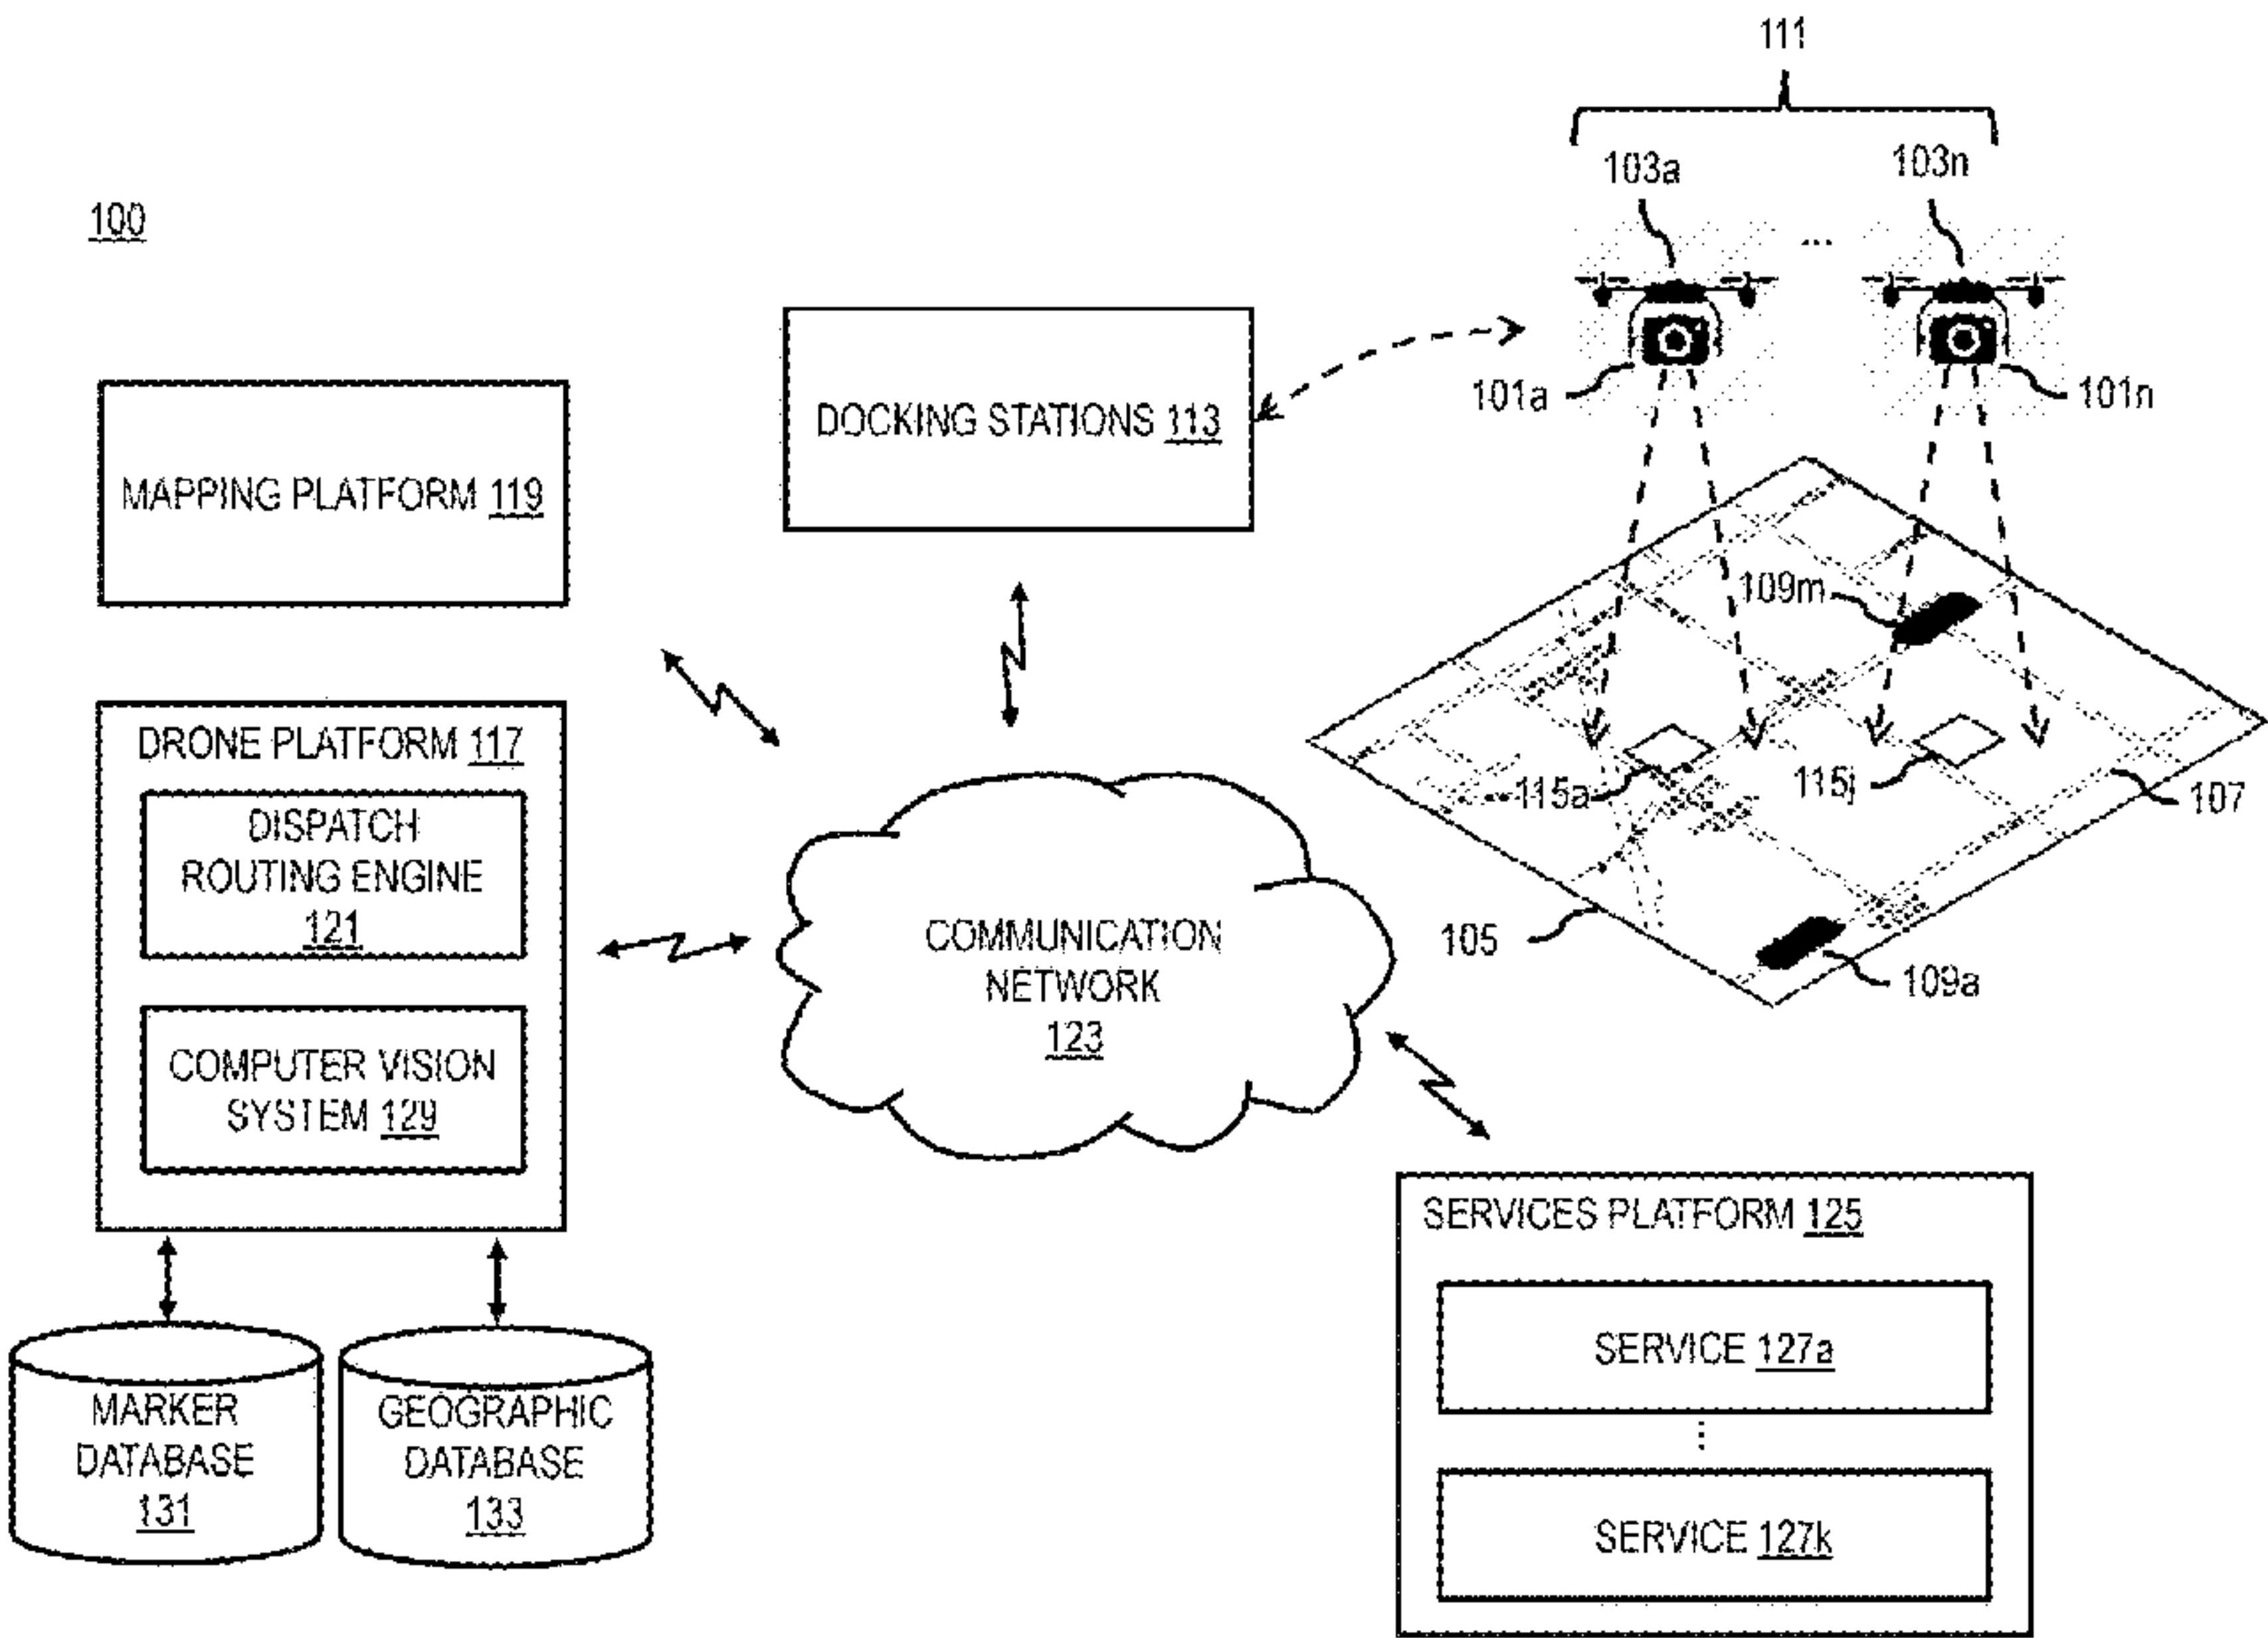 111
103a
103n
100
...
101a
101n
DOCKING STATIONS 113
MAPPING PLATFORM 119
109m
115a
115j
107
105
109a
DRONE PLATFORM 117
DISPATCH
ROUTING ENGINE
121
COMPUTER VISION
SYSTEM 129
COMMUNICATION
NETWORK
123
MARKER
DATABASE
131
GEOGRAPHIC
DATABASE
133
SERVICES PLATFORM 125
SERVICE 127a
...
SERVICE 127k